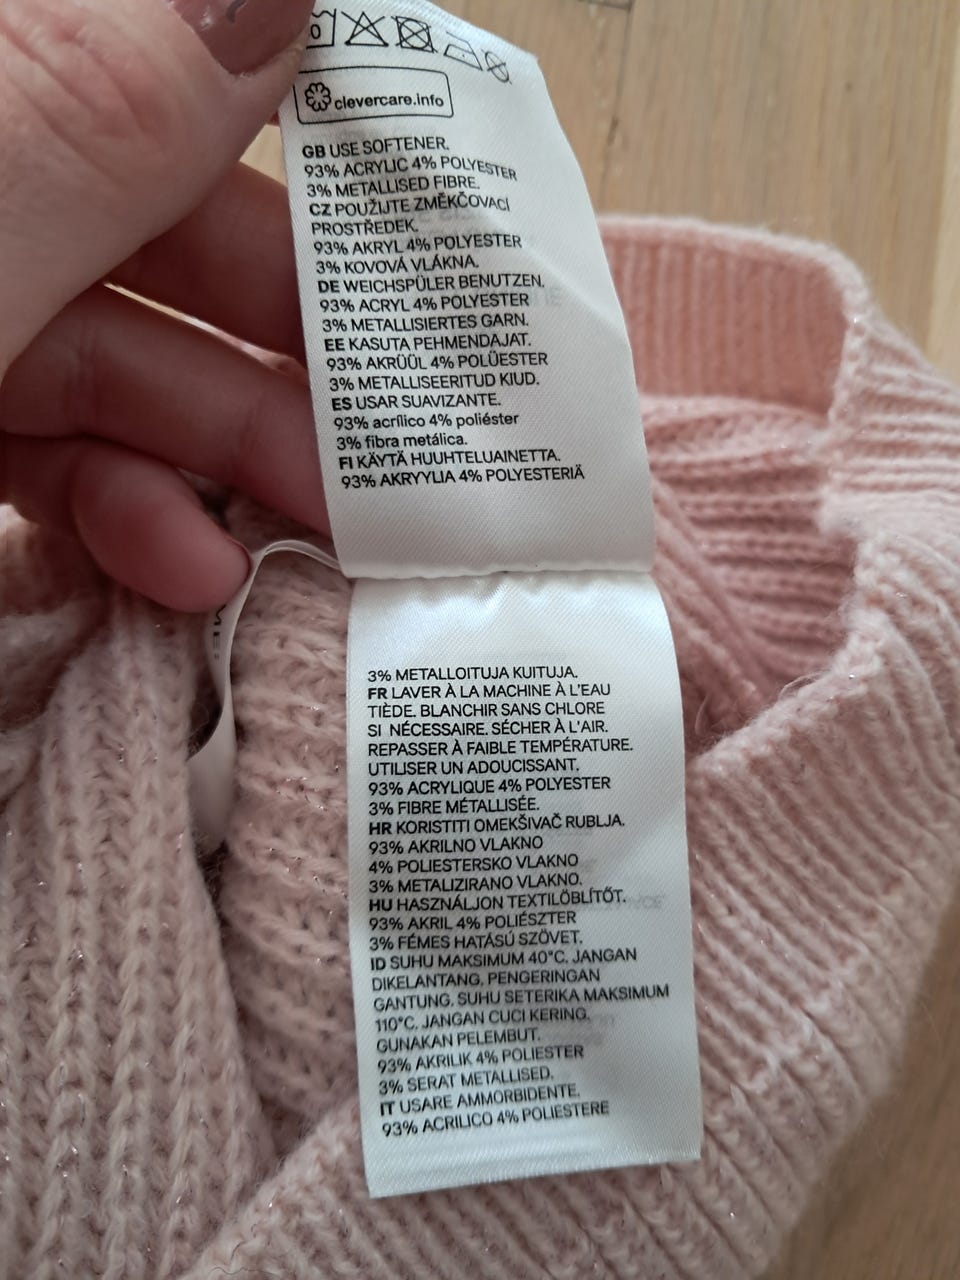 clevercare.info
GB USE SOFTENER.
93% ACRYLIC 4% POLYESTER
3% METALLISED FIBRE.
CZ POUŽIJTE ZMĚKČOVACÍ
PROSTŘEDEK.
93% AKRYL 4% POLYESTER
3% KOVOVÁ VLÁKNA.
DE WEICHSPÜLER BENUTZEN.
93% ACRYL 4% POLYESTER
3% METALLISIERTES GARN.
EE KASUTA PEHMENDAJAT.
93% AKRÜÜL 4% POLÜESTER
3% METALLISEERITUD KIUD.
ES USAR SUAVIZANTE.
93% acrílico 4% poliéster
3% fibra metálica.
FI KÄYTÄ HUUHTELUAINETTA.
93% AKRYYLIA 4% POLYESTERIÄ
3% METALLOITUJA KUITUJA.
FR LAVER À LA MACHINE À L'EAU
TIÈDE. BLANCHIR SANS CHLORE
SI NÉCESSAIRE. SÉCHER À L'AIR.
REPASSER À FAIBLE TEMPÉRATURE.
UTILISER UN ADOUCISSANT.
93% ACRYLIQUE 4% POLYESTER
3% FIBRE MÉTALLISÉE.
HR KORISTITI OMEKŠIVAČ RUBLJA.
93% AKRILNO VLAKNO
4% POLIESTERSKO VLAKNO
3% METALIZIRANO VLAKNO.
HU HASZNÁLJON TEXTILÖBLÍTŐT.
93% AKRIL 4% POLIÉSZTER
3% FÉMES HATÁSÚ SZÖVET.
ID SUHU MAKSIMUM 40°C. JANGAN
DIKELANTANG. PENGERINGAN
GANTUNG. SUHU SETERIKA MAKSIMUM
110°C. JANGAN CUCI KERING.
GUNAKAN PELEMBUT.
93% AKRILIK 4% POLIESTER
3% SERAT METALLISED.
IT USARE AMMORBIDENTE.
93% ACRILICO 4% POLIESTERE